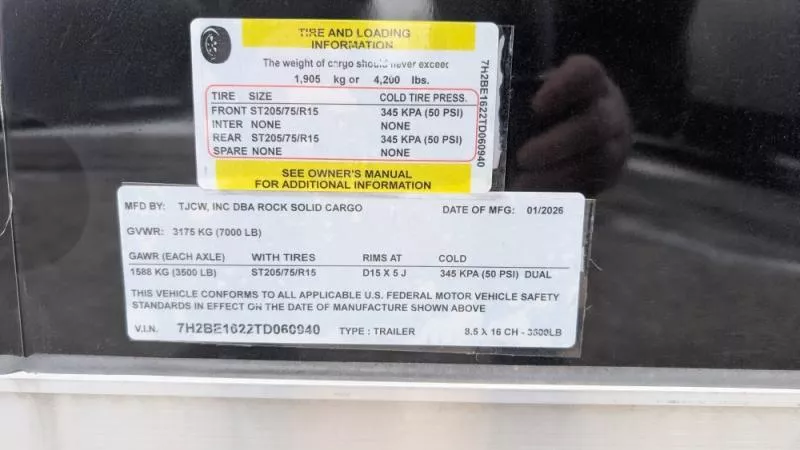 TIRE AND LOADING
INFORMATION
The weight of cargo should never exceed
1,905 kg or 4,200 lbs.
TIRE SIZE COLD TIRE PRESS.
FRONT ST205/75/R15 345 KPA (50 PSI)
INTER NONE NONE
REAR ST205/75/R15 345 KPA (50 PSI)
SPARE NONE NONE
SEE OWNER'S MANUAL
FOR ADDITIONAL INFORMATION
7H2BE1622TD060940
MFD BY: TJCW, INC DBA ROCK SOLID CARGO DATE OF MFG: 01/2026
GVWR: 3175 KG (7000 LB)
GAWR (EACH AXLE) WITH TIRES RIMS AT COLD
1588 KG (3500 LB) ST205/75/R15 D15 X 5 J 345 KPA (50 PSI) DUAL
THIS VEHICLE CONFORMS TO ALL APPLICABLE U.S. FEDERAL MOTOR VEHICLE SAFETY
STANDARDS IN EFFECT ON THE DATE OF MANUFACTURE SHOWN ABOVE
V.I.N. 7H2BE1622TD060940 TYPE : TRAILER 8.5 X 16 CH - 3500LB